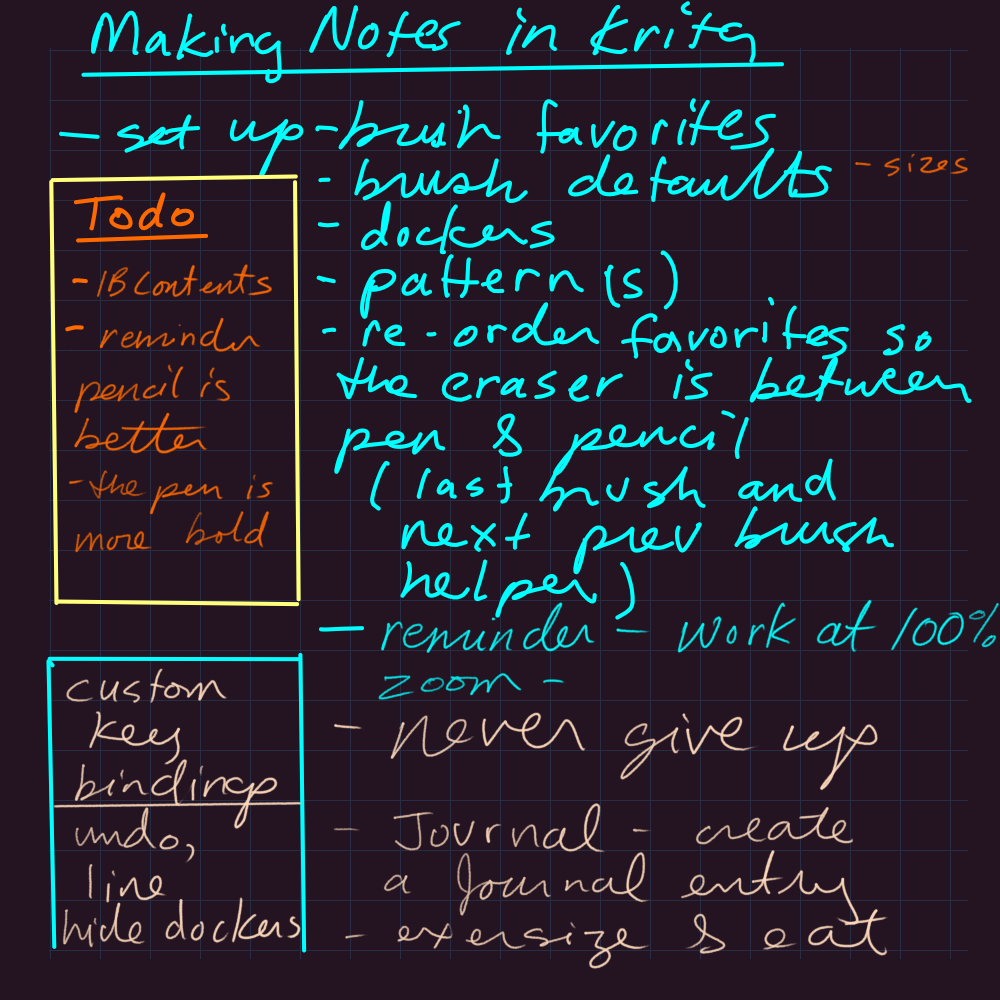 Making Notes in Krita
- set up - brush favorites
- brush defaults - sizes
- dockers
- pattern(s)
- re-order favorites so
the eraser is between
pen & pencil
(last brush and
next prev brush
helper)
- reminder - work at 100%
zoom -
- never give up
- Journal - create
a Journal entry
- exersize & eat
Todo
- IB Contents
- reminder
pencil is
better
- the pen is
more bold
custom
key
bindings
undo,
line
hide dockers